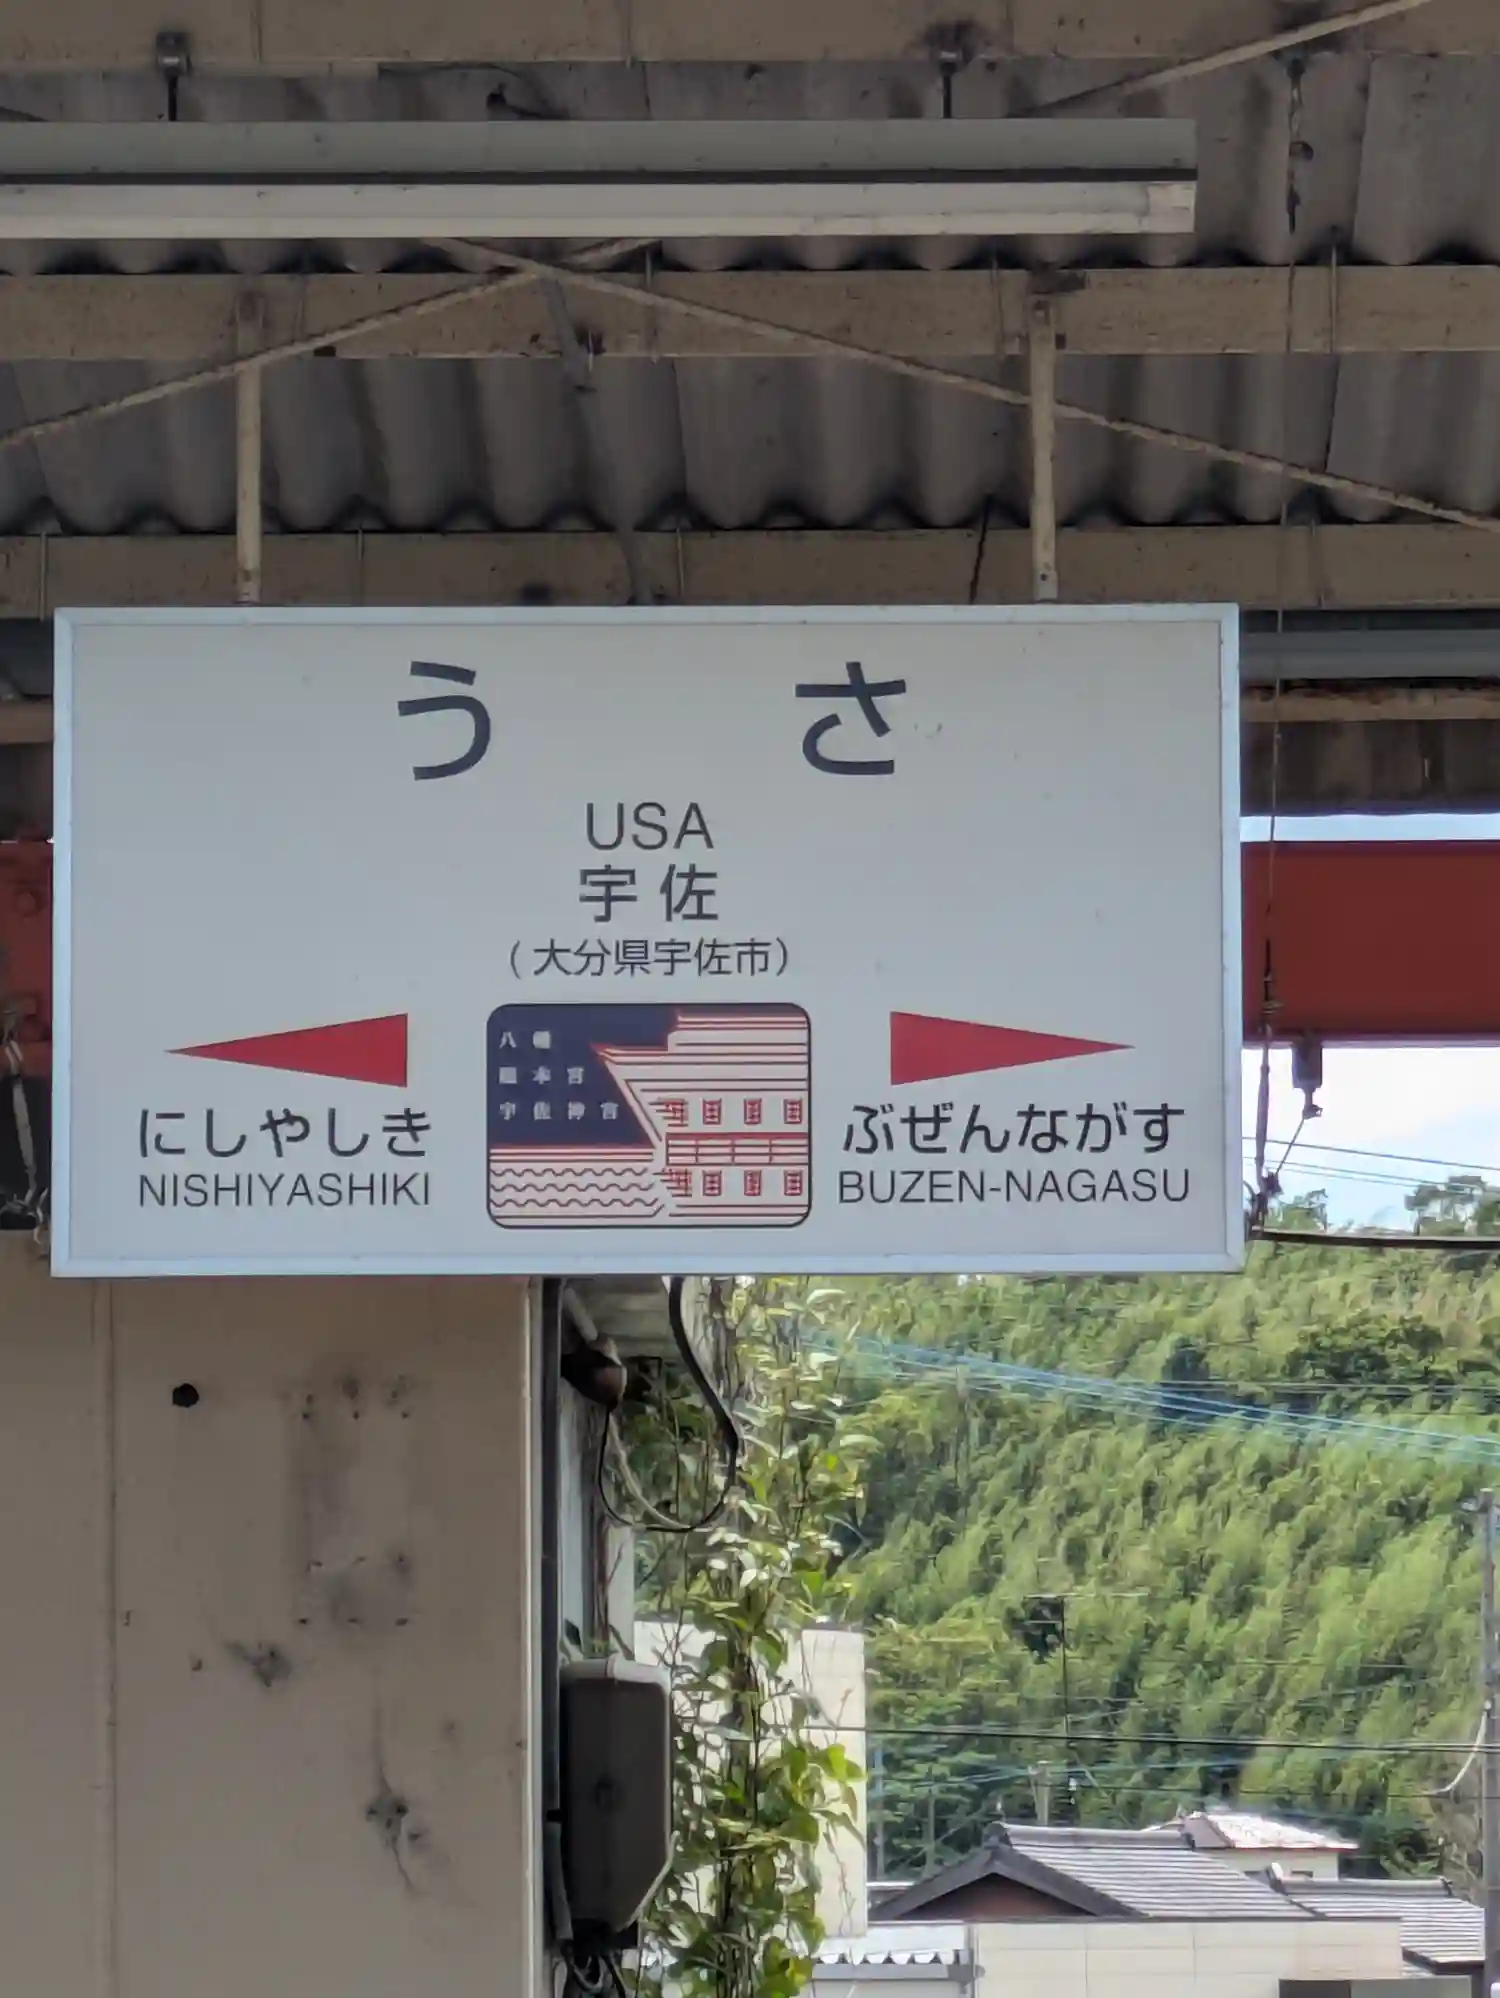 うさ
USA
宇佐
(大分県宇佐市)
八幡
総本宮
宇佐神宮
にしやしき
NISHIYASHIKI
ぶぜんながす
BUZEN-NAGASU